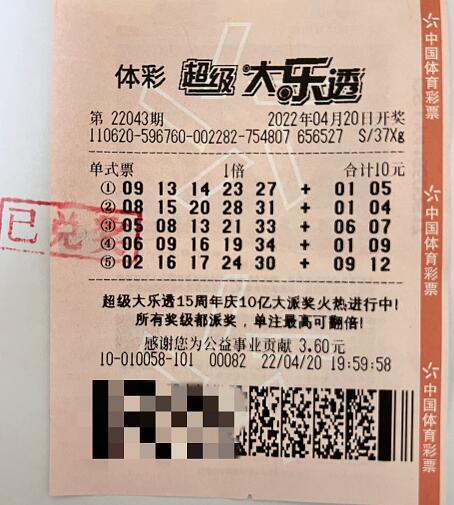 体彩 超级大乐透
第 22043期 2022年04月20日开奖
110620-596760-002282-754807 656527 S/37Xg
单式票 1倍 合计10元
① 09 13 14 23 27 + 01 05
② 08 15 20 28 31 + 01 04
③ 05 08 13 21 33 + 06 07
④ 06 09 16 19 34 + 01 09
⑤ 02 16 17 24 30 + 09 12
已兑奖
超级大乐透15周年庆10亿大派奖火热进行中!
所有奖级都派奖，单注最高可翻倍!
感谢您为公益事业贡献 3.60元
10-010058-101 00082 22/04/20 19:59:58
中国体育彩票
中国体育彩票
中国体育彩票